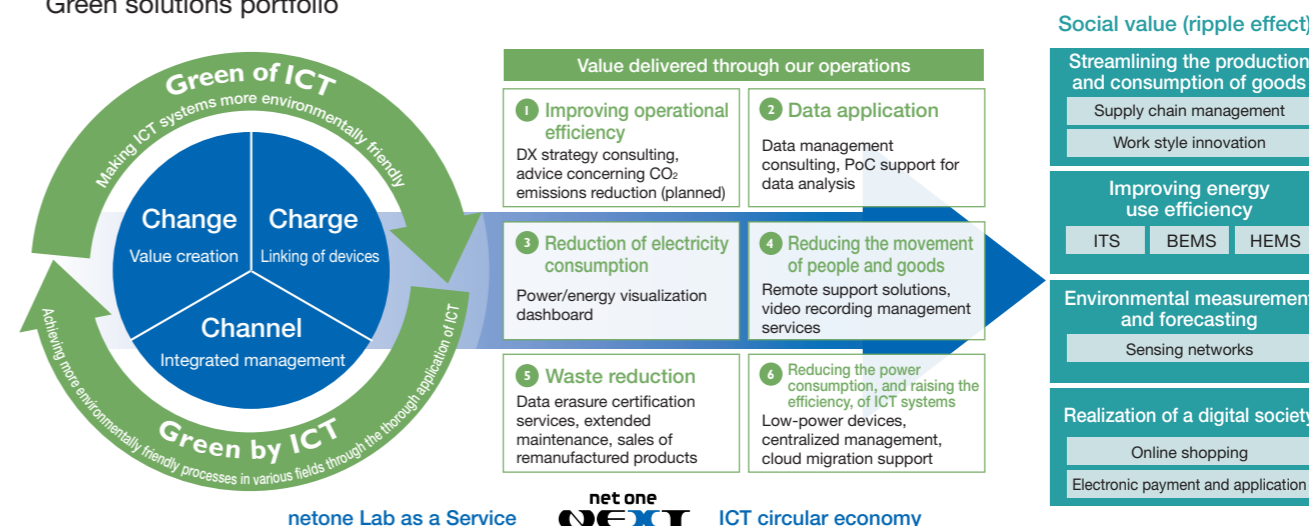 Green solutions portfolio
Green of ICT
Making ICT systems more environmentally friendly
Change
Value creation
Charge
Linking of devices
Channel
Integrated management
Green by ICT
Achieving more environmentally friendly processes in various fields through the thorough application of ICT
Value delivered through our operations
1 Improving operational
efficiency
DX strategy consulting,
advice concerning CO₂
emissions reduction (planned)
2 Data application
Data management
consulting, PoC support for
data analysis
3 Reduction of electricity
consumption
Power/energy visualization
dashboard
4 Reducing the movement
of people and goods
Remote support solutions,
video recording management
services
5 Waste reduction
Data erasure certification
services, extended
maintenance, sales of
remanufactured products
6 Reducing the power
consumption, and raising the
efficiency, of ICT systems
Low-power devices,
centralized management,
cloud migration support
Social value (ripple effect)
Streamlining the production
and consumption of goods
Supply chain management
Work style innovation
Improving energy
use efficiency
ITS BEMS HEMS
Environmental measurement
and forecasting
Sensing networks
Realization of a digital society
Online shopping
Electronic payment and application
netone Lab as a Service
net one
NEXT
ICT circular economy